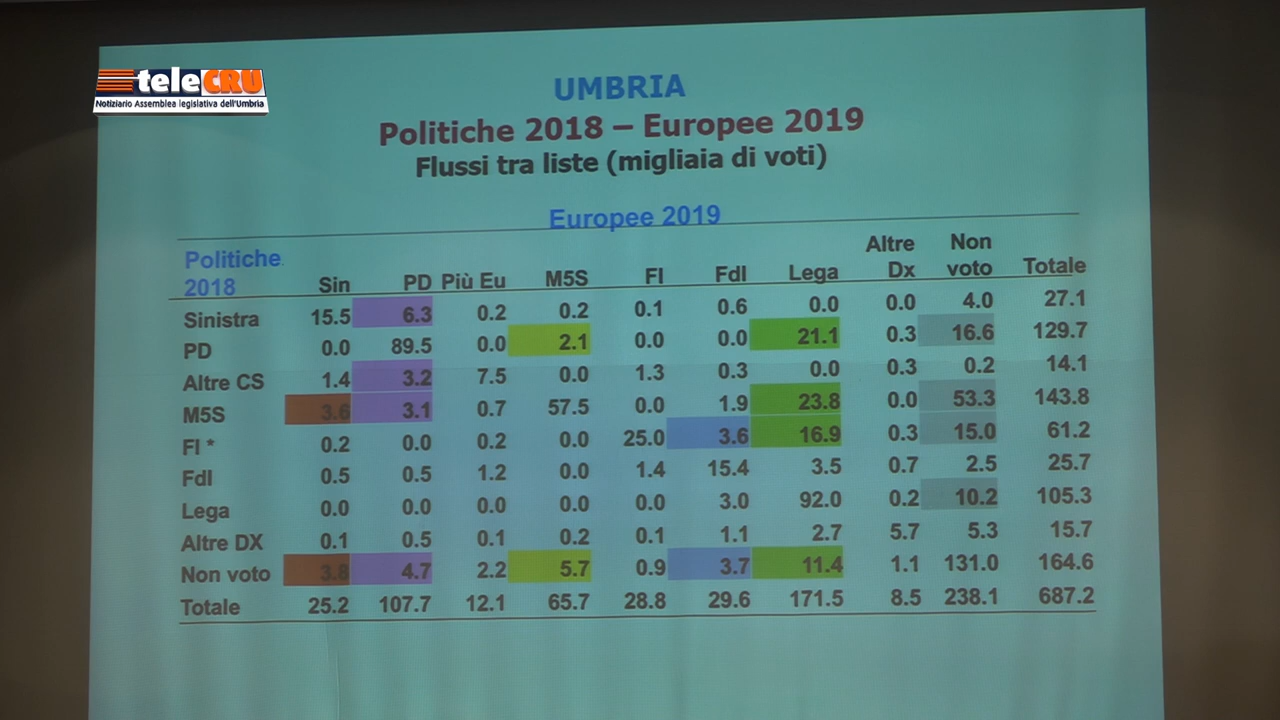 teleCRU
Notiziario Assemblea legislativa dell'Umbria
UMBRIA
Politiche 2018 – Europee 2019
Flussi tra liste (migliaia di voti)
Europee 2019
Politiche 2018 Sin PD Più Eu M5S FI FdI Lega Altre Dx Non voto Totale
Sinistra 15.5 6.3 0.2 0.2 0.1 0.6 0.0 0.0 4.0 27.1
PD 0.0 89.5 0.0 2.1 0.0 0.0 21.1 0.3 16.6 129.7
Altre CS 1.4 3.2 7.5 0.0 1.3 0.3 0.0 0.3 0.2 14.1
M5S 3.6 3.1 0.7 57.5 0.0 1.9 23.8 0.0 53.3 143.8
FI * 0.2 0.0 0.2 0.0 25.0 3.6 16.9 0.3 15.0 61.2
FdI 0.5 0.5 1.2 0.0 1.4 15.4 3.5 0.7 2.5 25.7
Lega 0.0 0.0 0.0 0.0 0.0 3.0 92.0 0.2 10.2 105.3
Altre DX 0.1 0.5 0.1 0.2 0.1 1.1 2.7 5.7 5.3 15.7
Non voto 3.8 4.7 2.2 5.7 0.9 3.7 11.4 1.1 131.0 164.6
Totale 25.2 107.7 12.1 65.7 28.8 29.6 171.5 8.5 238.1 687.2